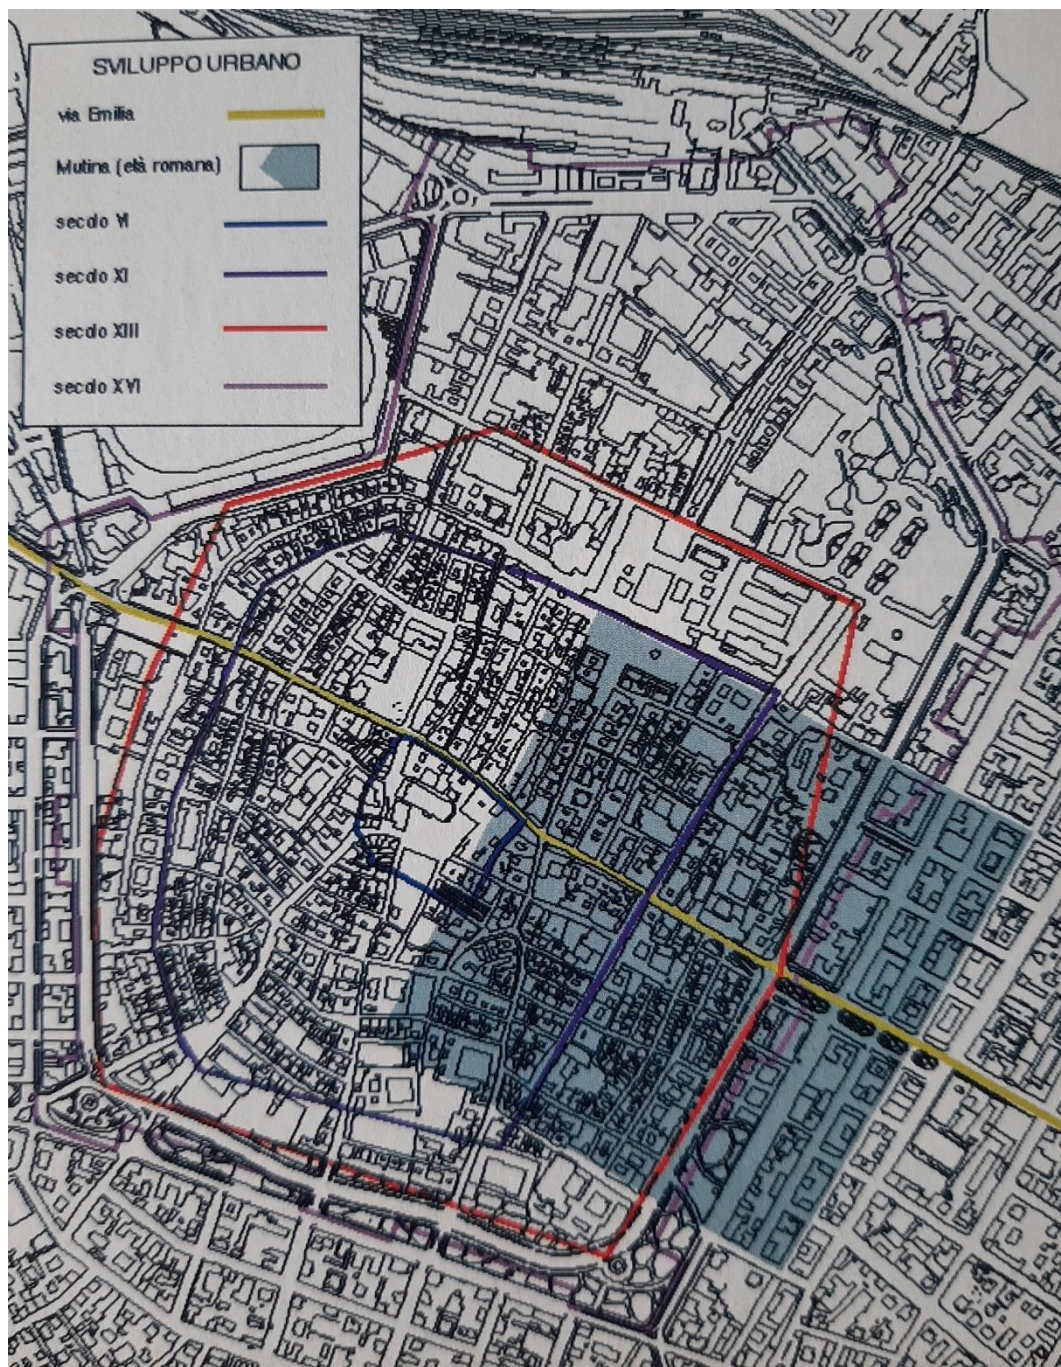 SVILUPPO URBANO
via Emilia
Mutina (età romana)
secolo VI
secolo XI
secolo XIII
secolo XVI